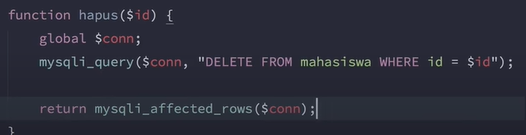 function hapus($id) {
global $conn;
mysqli_query($conn, "DELETE FROM mahasiswa WHERE id = $id");
return mysqli_affected_rows($conn);
}